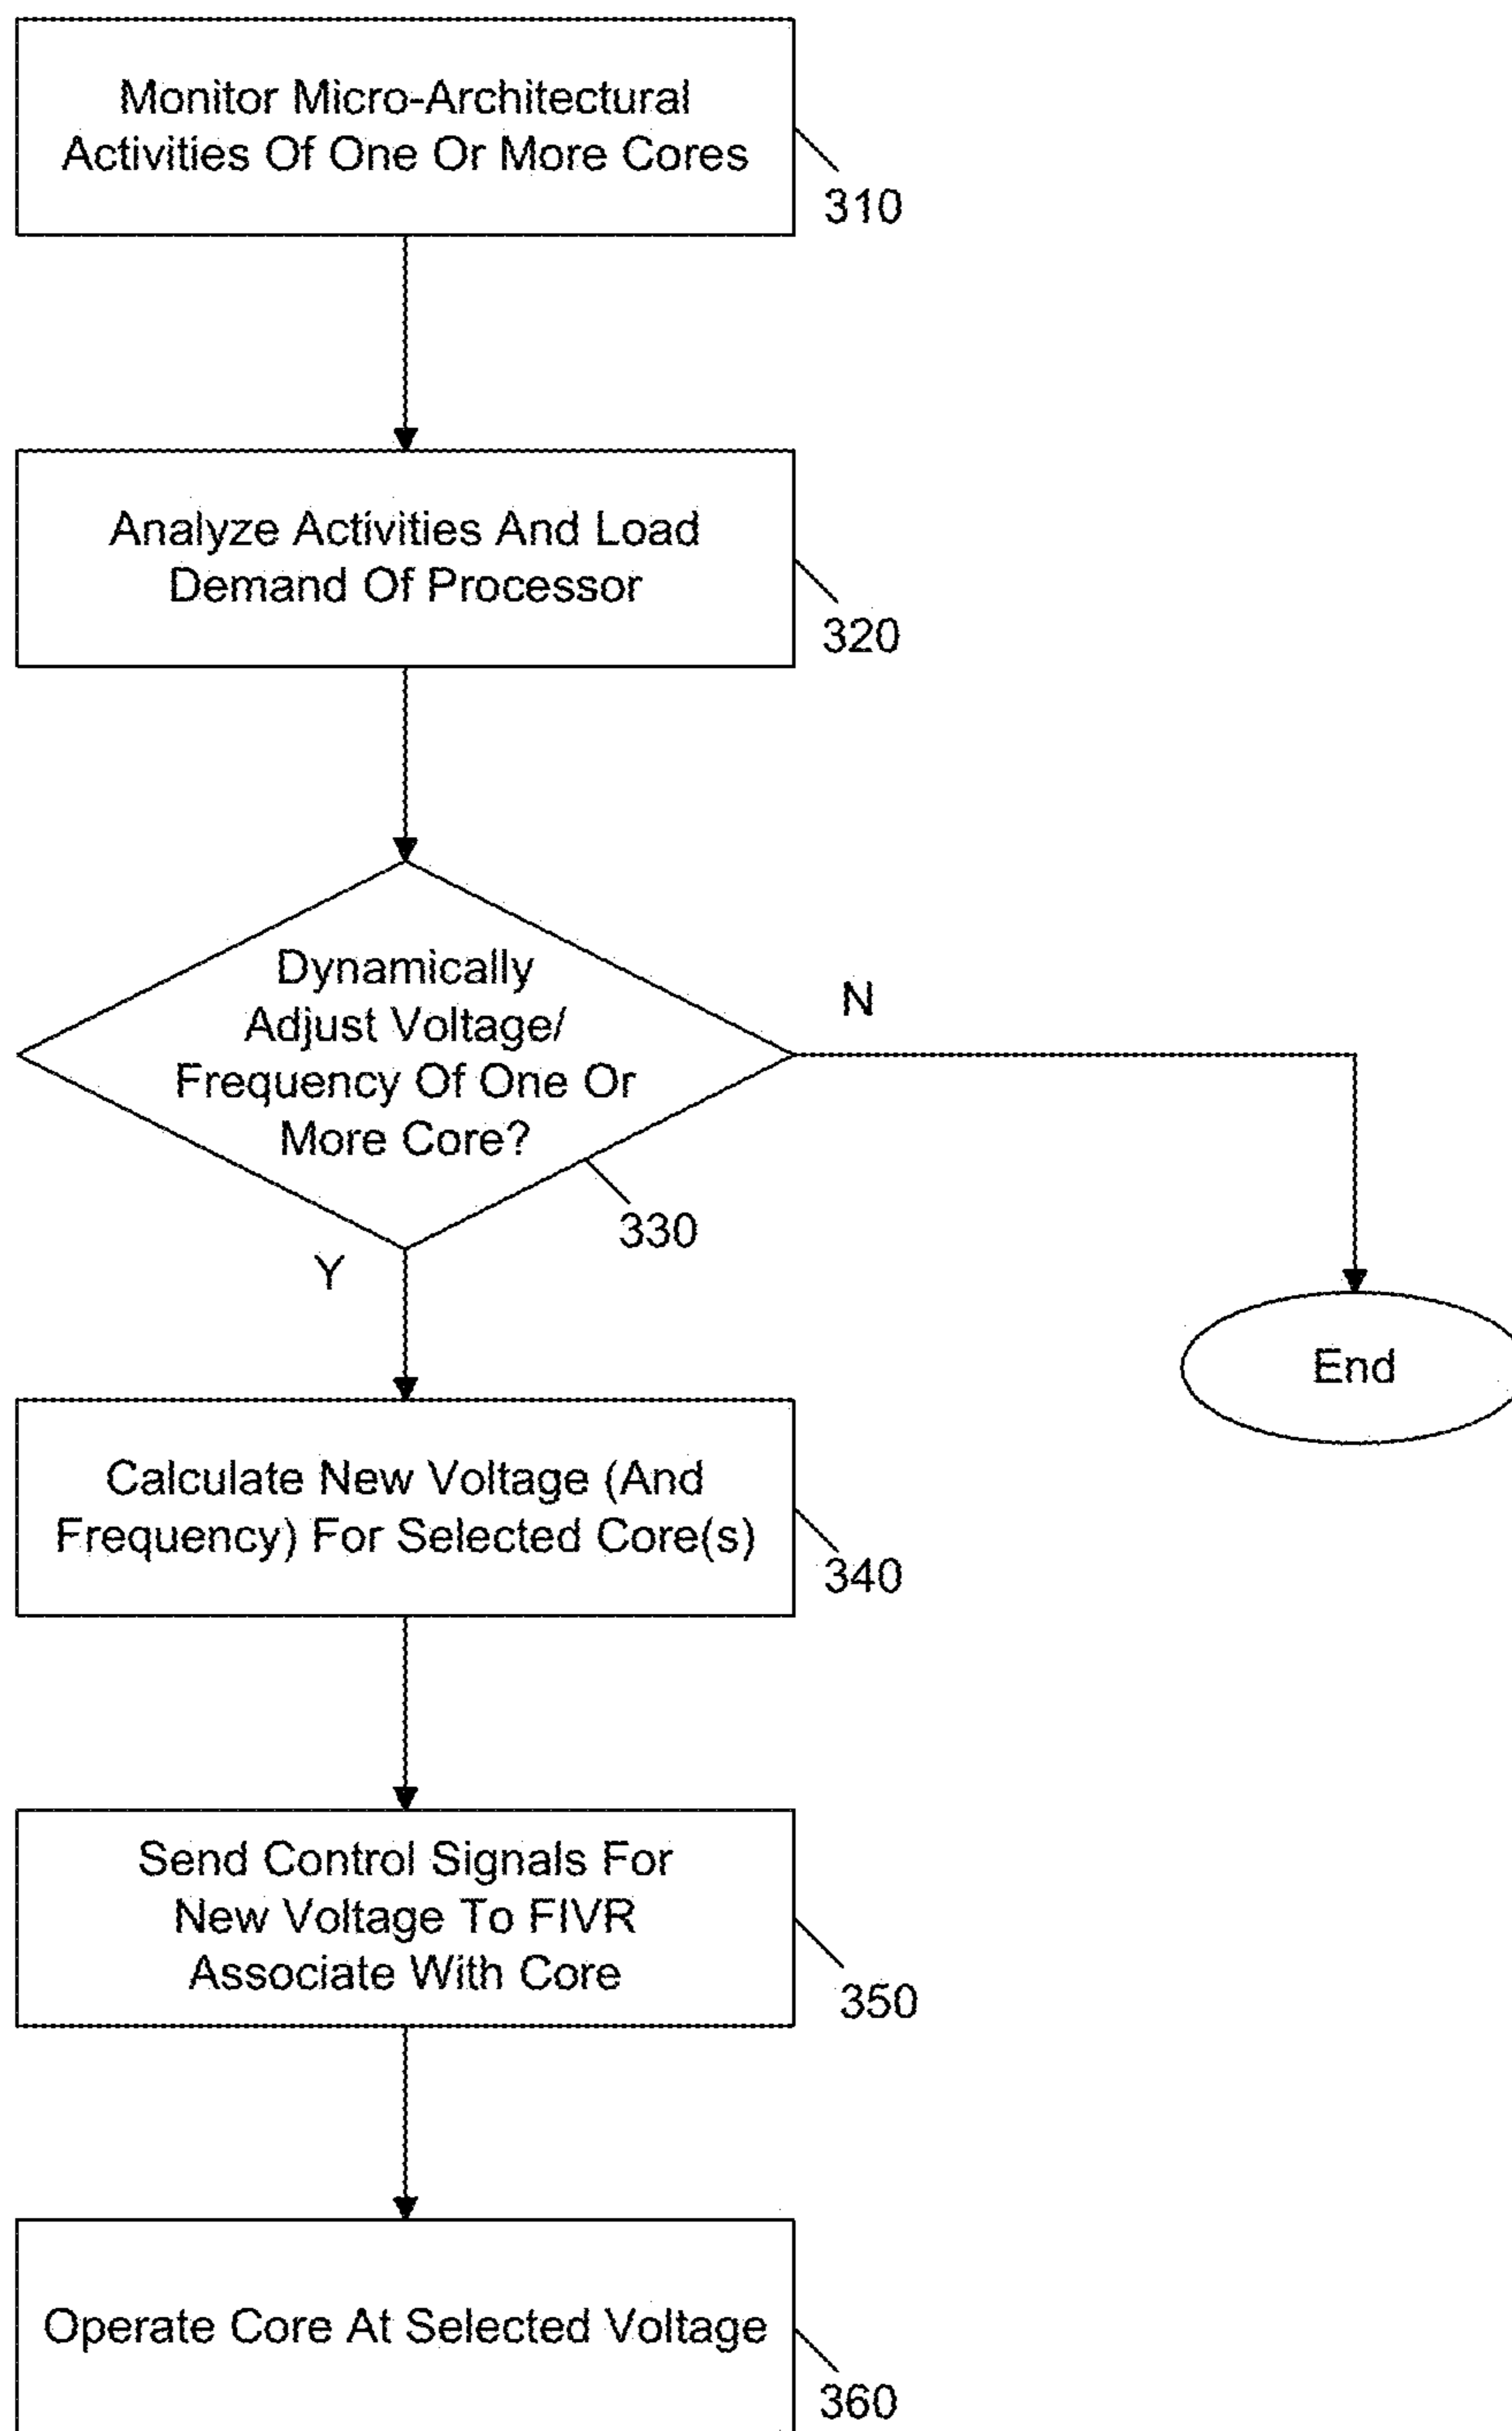 Monitor Micro-Architectural
Activities Of One Or More Cores
310
Analyze Activities And Load
Demand Of Processor
320
Dynamically
Adjust Voltage/
Frequency Of One Or
More Core?
330
N
Y
End
Calculate New Voltage (And
Frequency) For Selected Core(s)
340
Send Control Signals For
New Voltage To FIVR
Associate With Core
350
Operate Core At Selected Voltage
360